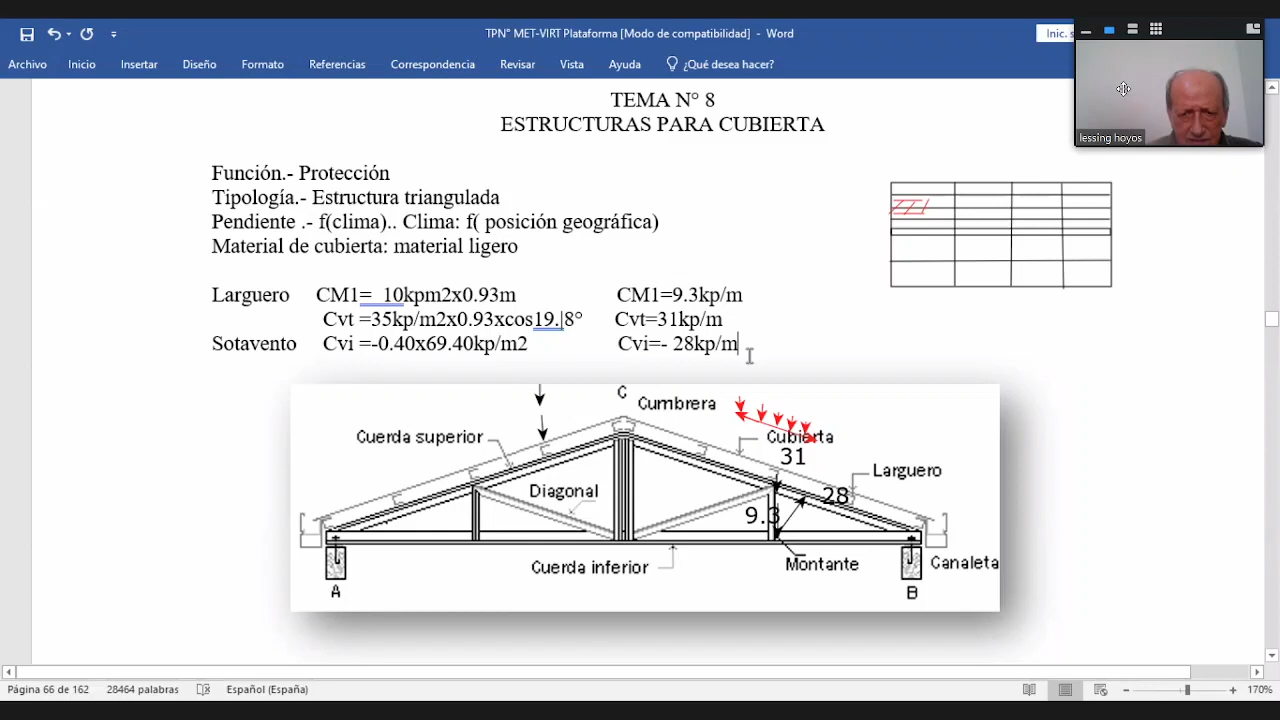 TPN° MET-VIRT Plataforma [Modo de compatibilidad] - Word
Inic. s
Archivo Inicio Insertar Diseño Formato Referencias Correspondencia Revisar Vista Ayuda ¿Qué desea hacer?
lessing hoyos
TEMA N° 8
ESTRUCTURAS PARA CUBIERTA
Función.- Protección
Tipología.- Estructura triangulada
Pendiente .- f(clima).. Clima: f( posición geográfica)
Material de cubierta: material ligero
Larguero CM1= 10kpm2x0.93m CM1=9.3kp/m
Cvt =35kp/m2x0.93xcos19.8° Cvt=31kp/m
Sotavento Cvi =-0.40x69.40kp/m2 Cvi=- 28kp/m
C
Cumbrera
Cuerda superior
Cubierta
31
Larguero
Diagonal
28
9.3
Cuerda inferior
Montante
Canaleta
A
B
Página 66 de 162 28464 palabras Español (España) 170%